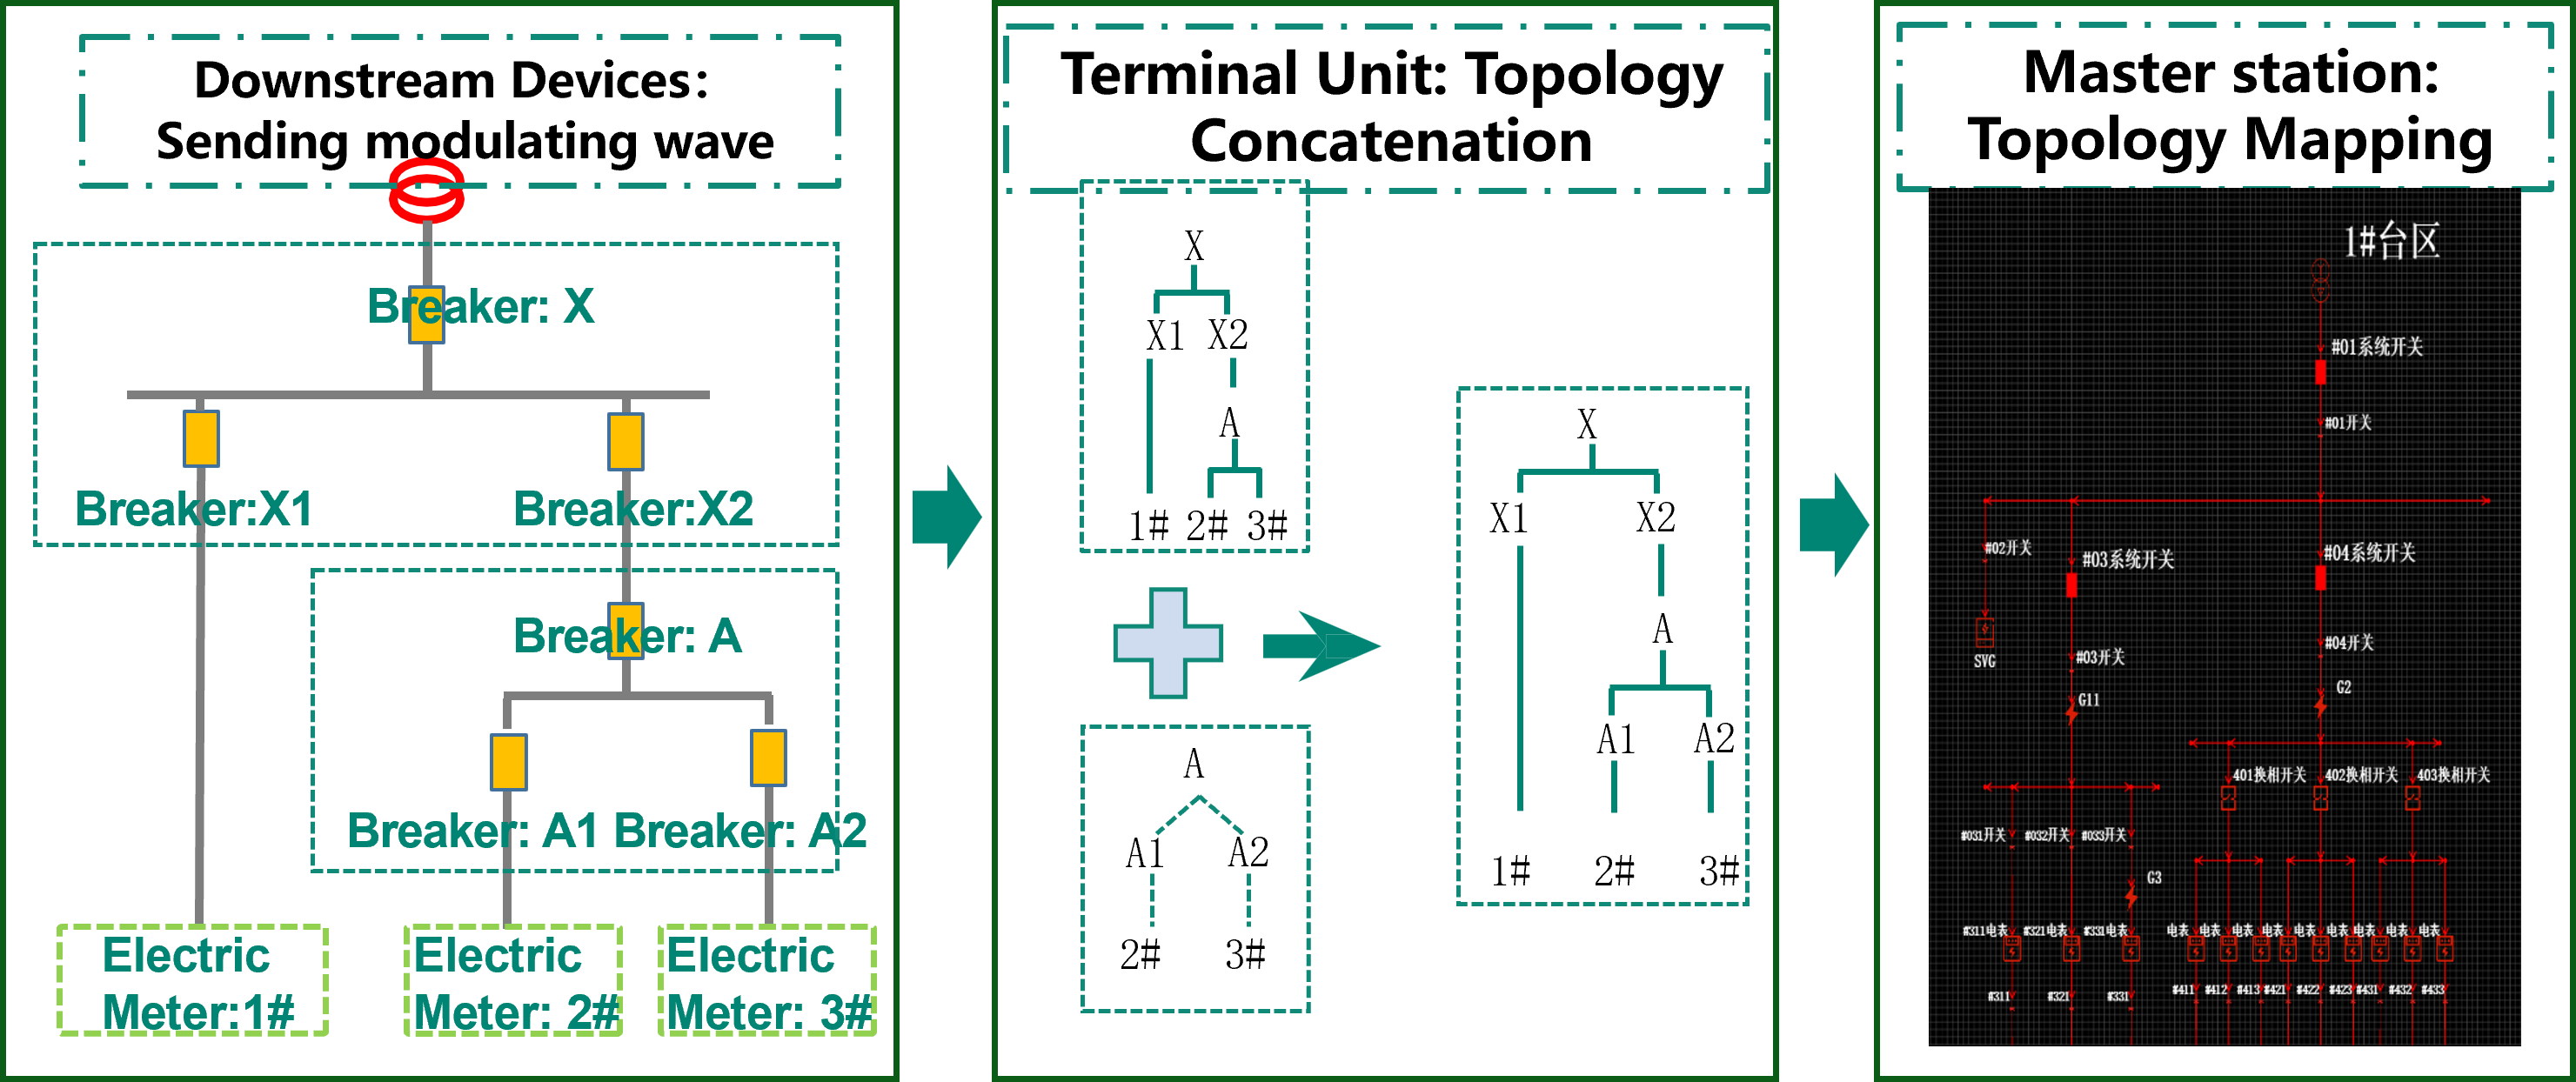 Downstream Devices:
Sending modulating wave
Breaker: X
Breaker:X1
Breaker:X2
Breaker: A
Breaker: A1
Breaker: A2
Electric
Meter:1#
Electric
Meter: 2#
Electric
Meter: 3#
Terminal Unit: Topology
Concatenation
X
X1 X2
A
1# 2# 3#
A
A1 A2
2# 3#
X
X1 X2
A
A1 A2
1# 2# 3#
Master station:
Topology Mapping
1#台区
#01系统开关
#01开关
#02开关
#03系统开关
#04系统开关
SVG
#03开关
#04开关
G11
G2
401换相开关 402换相开关 403换相开关
#031开关 #032开关 #033开关
G3
#311电表 #321电表 #331电表
电表 电表 电表 电表 电表 电表 电表 电表 电表
#311 #321 #331
#411 #412 #413 #421 #422 #423 #431 #432 #433